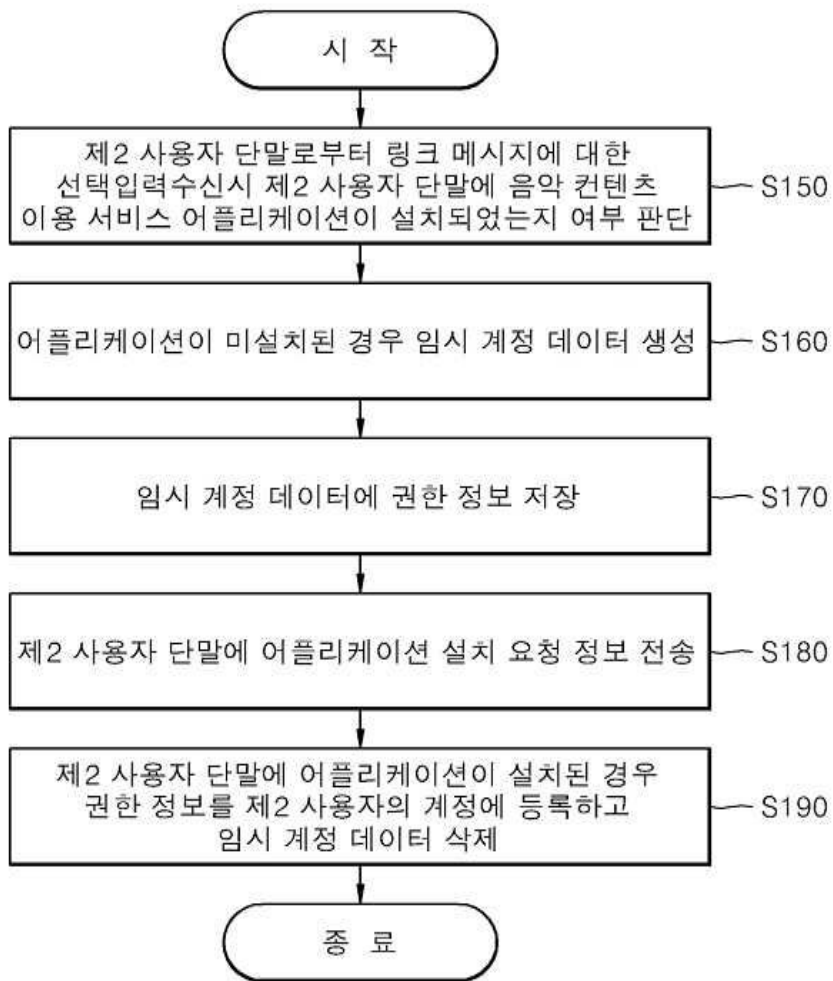 시 작
제2 사용자 단말로부터 링크 메시지에 대한
선택입력수신시 제2 사용자 단말에 음악 컨텐츠
이용 서비스 어플리케이션이 설치되었는지 여부 판단
S150
어플리케이션이 미설치된 경우 임시 계정 데이터 생성
S160
임시 계정 데이터에 권한 정보 저장
S170
제2 사용자 단말에 어플리케이션 설치 요청 정보 전송
S180
제2 사용자 단말에 어플리케이션이 설치된 경우
권한 정보를 제2 사용자의 계정에 등록하고
임시 계정 데이터 삭제
S190
종 료